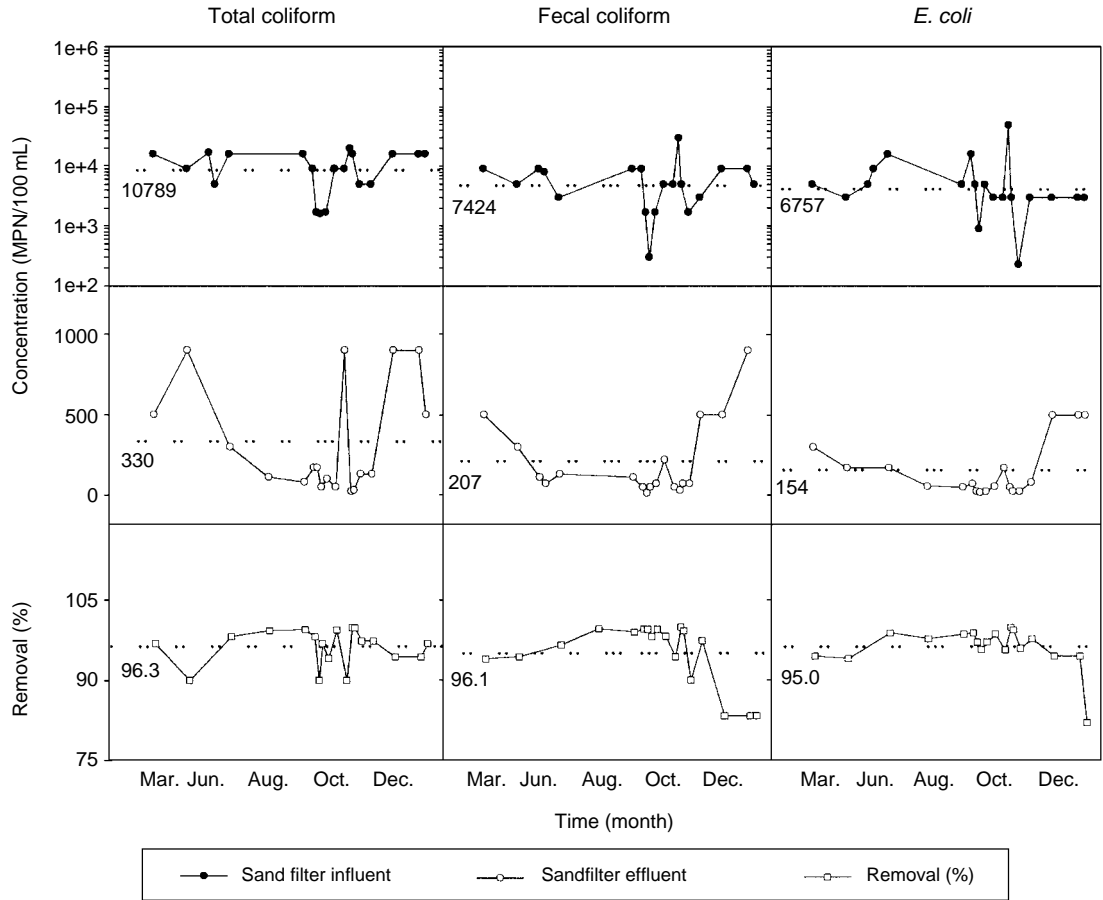 Total coliform Fecal coliform E. coli
Concentration (MPN/100 mL)
1e+6
1e+5
1e+4
1e+3
1e+2
10789 7424 6757
1000
500
0
330 207 154
Removal (%)
105
90
75
96.3 96.1 95.0
Mar. Jun. Aug. Oct. Dec. Mar. Jun. Aug. Oct. Dec. Mar. Jun. Aug. Oct. Dec.
Time (month)
Sand filter influent Sandfilter effluent Removal (%)